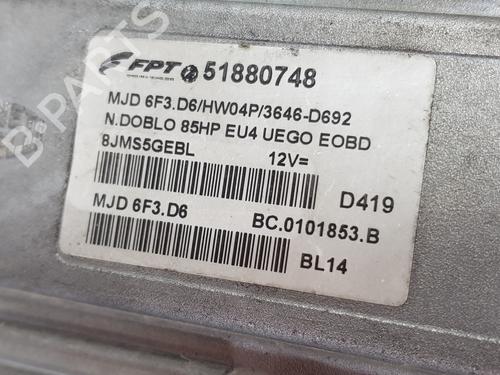 FPT 51880748
MJD 6F3.D6/HW04P/3646-D692
N.DOBLO 85HP EU4 UEGO EOBD
8JMS5GEBL 12V=
D419
MJD 6F3.D6 BC.0101853.B
BL14
B-PARTS